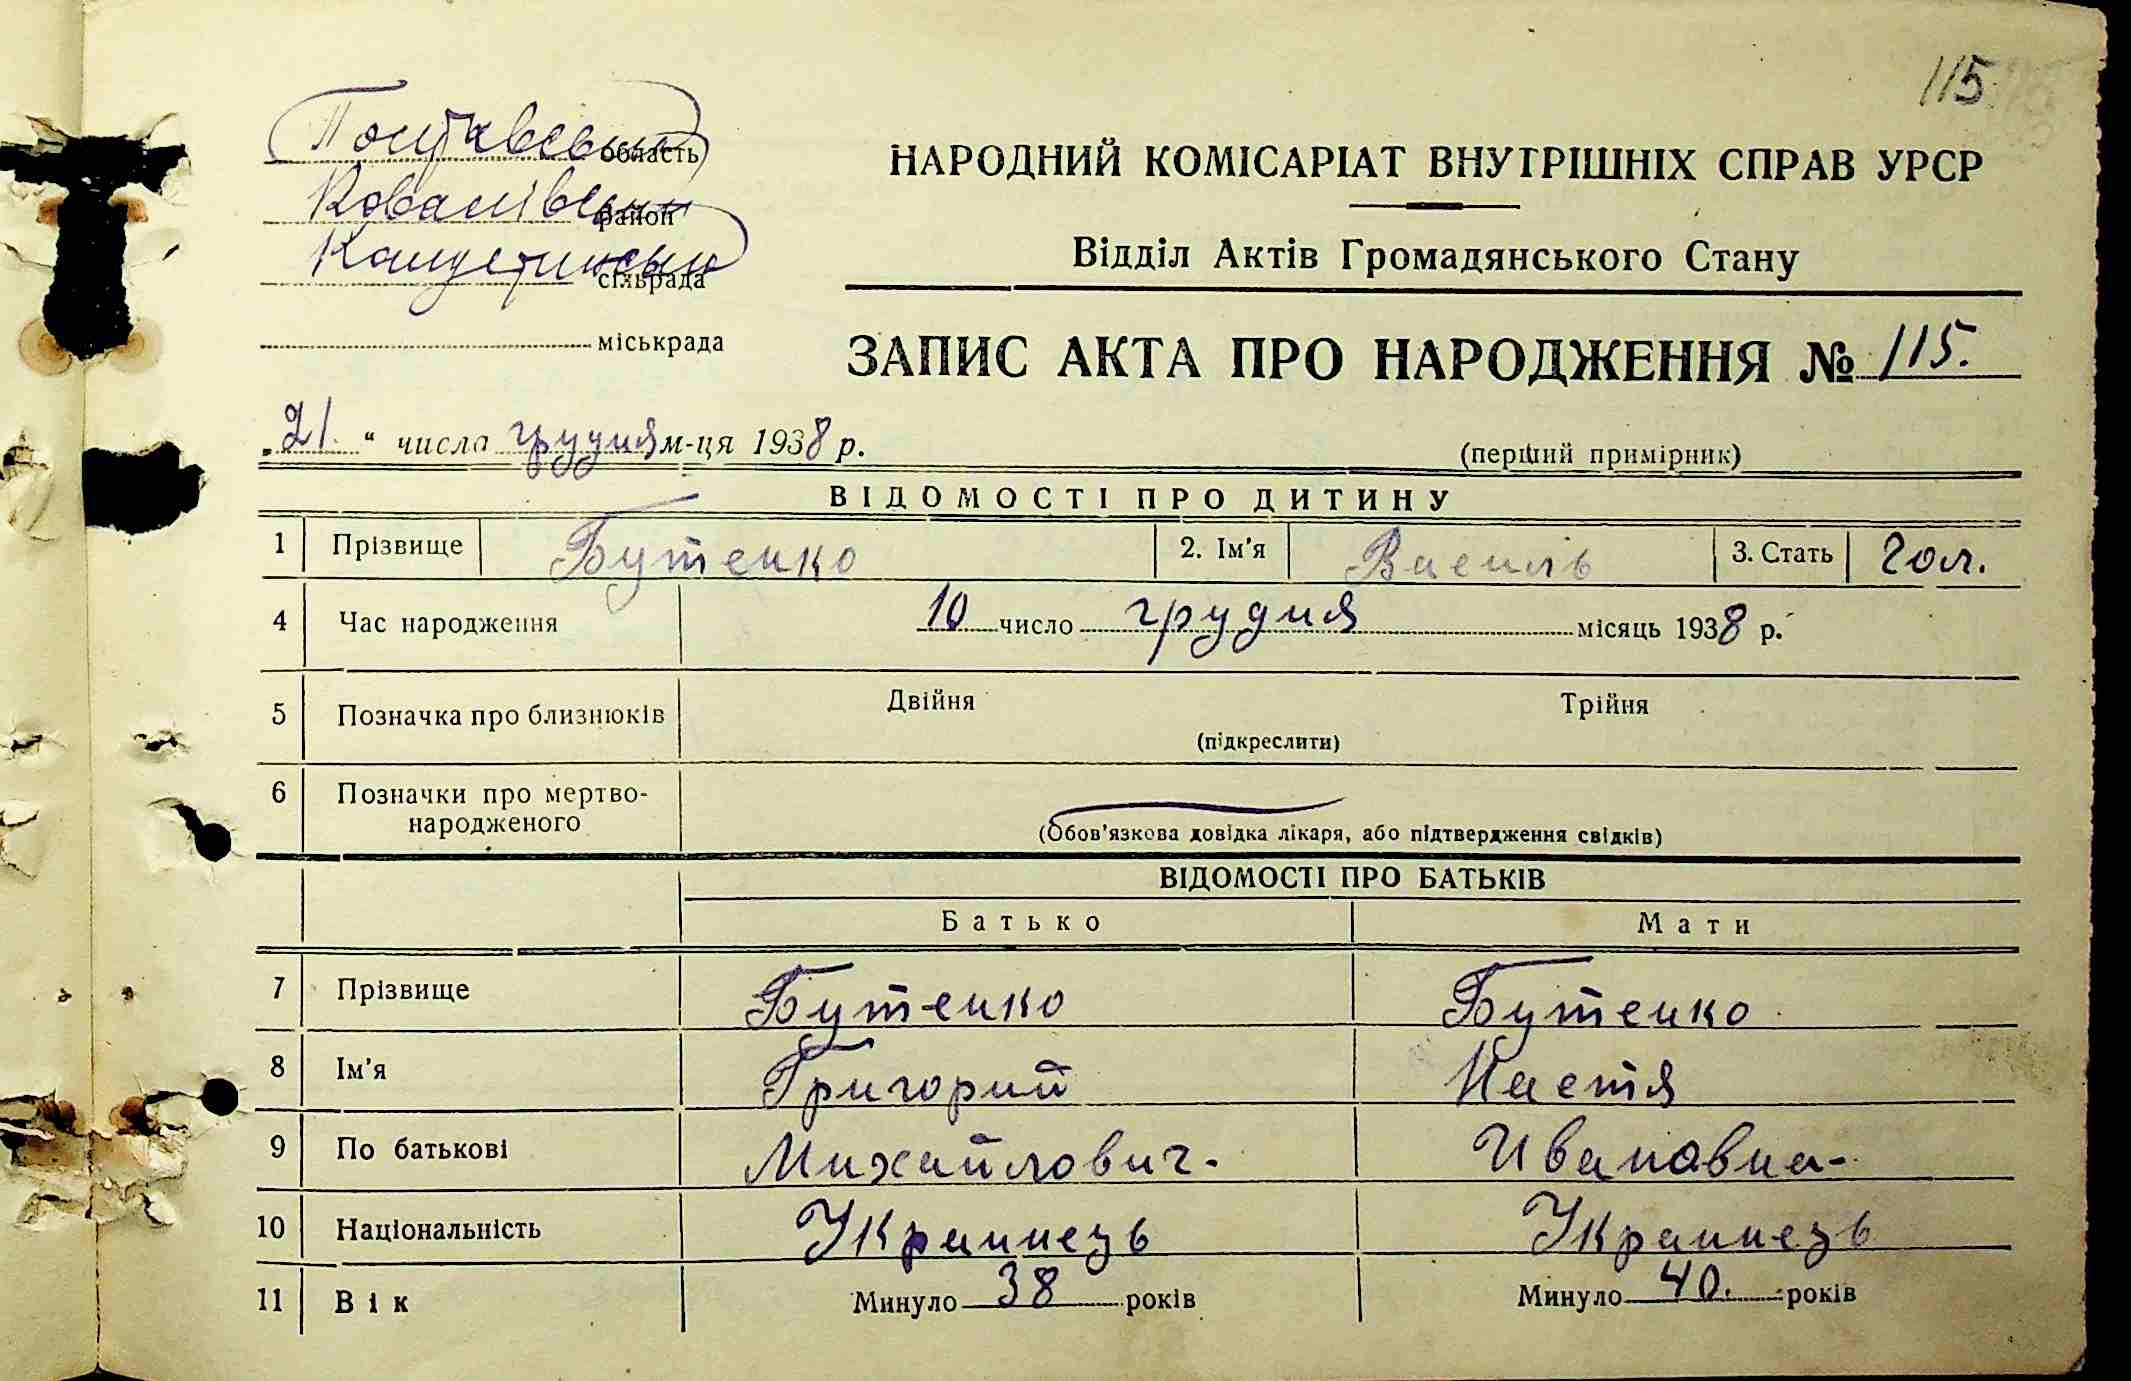 115
Полтавська область
Ковалівський район
сільрада
міськрада
НАРОДНИЙ КОМІСАРІАТ ВНУТРІШНІХ СПРАВ УРСР
Відділ Актів Громадянського Стану
ЗАПИС АКТА ПРО НАРОДЖЕННЯ № 115.
„21." числа грудня м-ця 1938 р.
(перший примірник)
ВІДОМОСТІ ПРО ДИТИНУ
1 Прізвище Бутенко 2. Ім'я Василь 3. Стать чол.
4 Час народження 10 число грудня місяць 1938 р.
5 Позначка про близнюків Двійня Трійня
(підкреслити)
6 Позначки про мертво-
народженого
(Обов'язкова довідка лікаря, або підтвердження свідків)
ВІДОМОСТІ ПРО БАТЬКІВ
Батько Мати
7 Прізвище Бутенко Бутенко
8 Ім'я Григорий Настя
9 По батькові Михайлович. Ивановна-
10 Національність Украинезь Украинезь
11 Вік Минуло 38 років Минуло 40. років